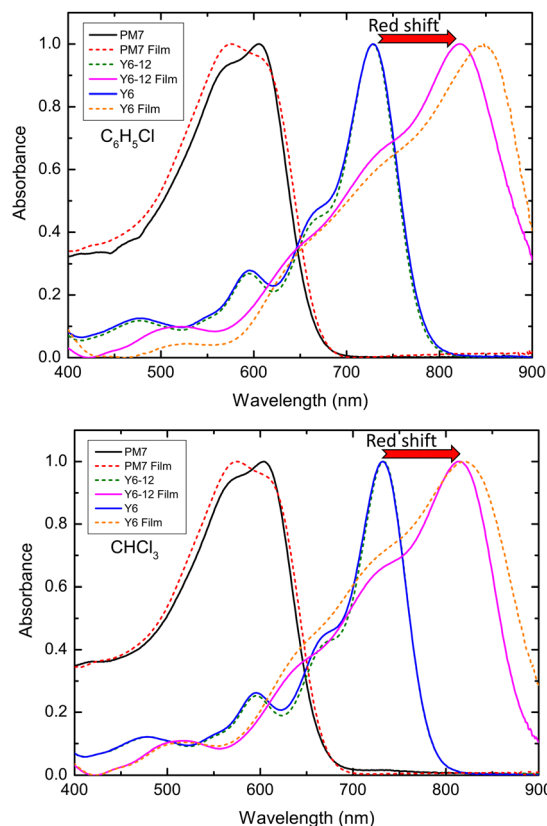 Red shift
PM7
PM7 Film
Y6-12
Y6-12 Film
Y6
Y6 Film
C₆H₅Cl
Absorbance
1.0
0.8
0.6
0.4
0.2
0.0
400 500 600 700 800 900
Wavelength (nm)
Red shift
PM7
PM7 Film
Y6-12
Y6-12 Film
Y6
Y6 Film
CHCl₃
Absorbance
1.0
0.8
0.6
0.4
0.2
0.0
400 500 600 700 800 900
Wavelength (nm)